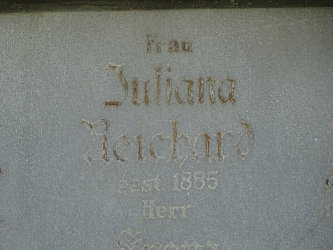 Frau
Juliana
Reichard
gest. 1885
Herr